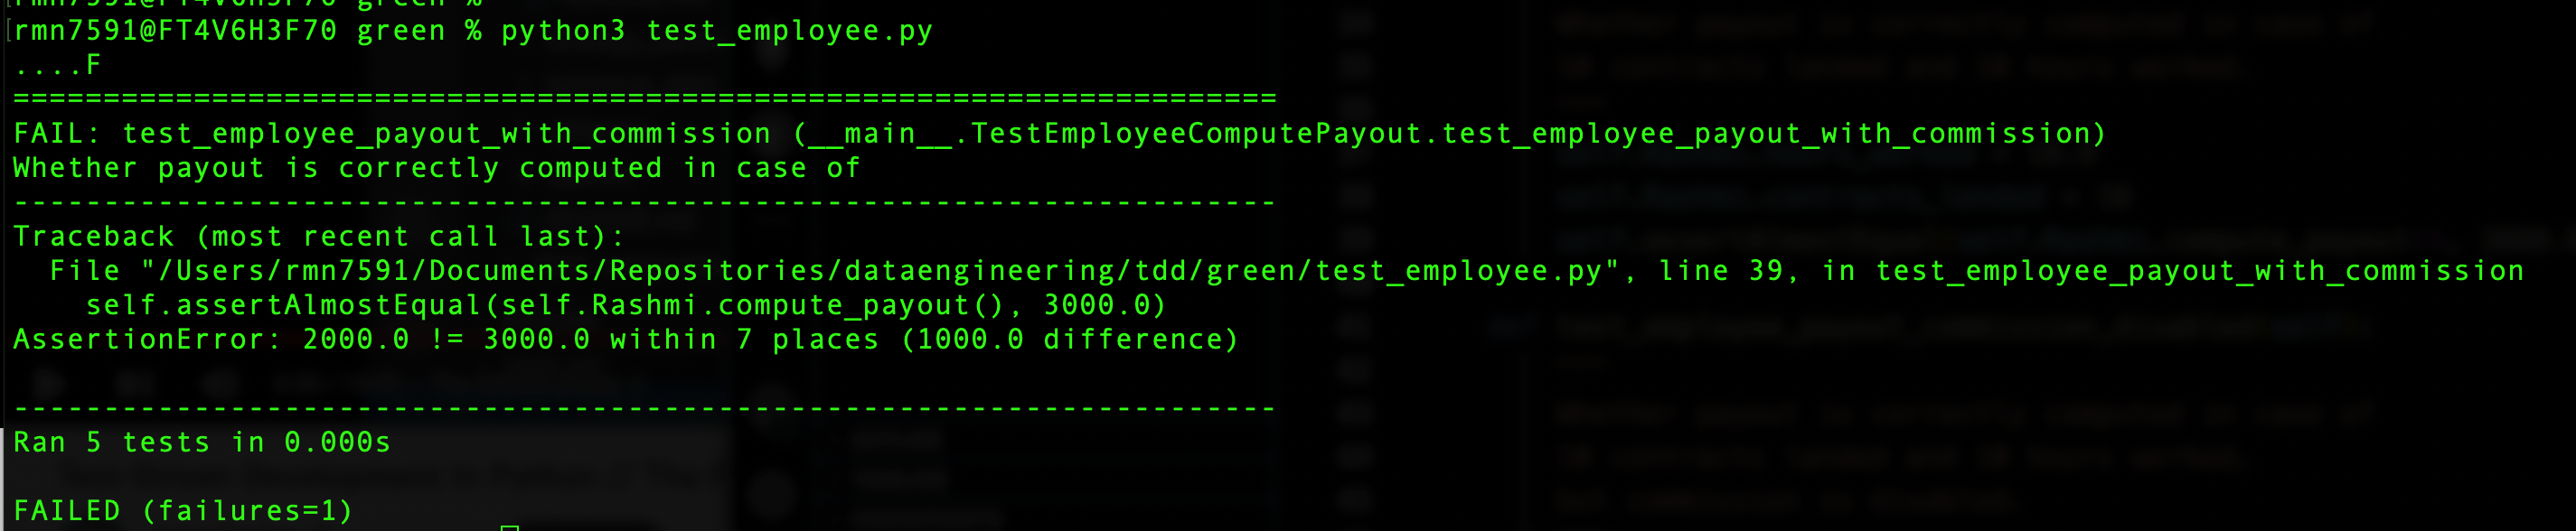 rmn7591@FT4V6H3F70 green %
[rmn7591@FT4V6H3F70 green % python3 test_employee.py
....F
======================================================================
FAIL: test_employee_payout_with_commission (__main__.TestEmployeeComputePayout.test_employee_payout_with_commission)
Whether payout is correctly computed in case of
----------------------------------------------------------------------
Traceback (most recent call last):
  File "/Users/rmn7591/Documents/Repositories/dataengineering/tdd/green/test_employee.py", line 39, in test_employee_payout_with_commission
    self.assertAlmostEqual(self.Rashmi.compute_payout(), 3000.0)
AssertionError: 2000.0 != 3000.0 within 7 places (1000.0 difference)
----------------------------------------------------------------------
Ran 5 tests in 0.000s
FAILED (failures=1)